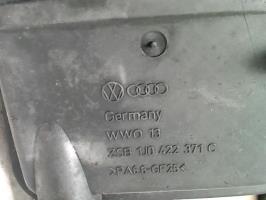 Germany
WWO 13
ZSB 1J0 422 371 C
>PA6.6-GF25<